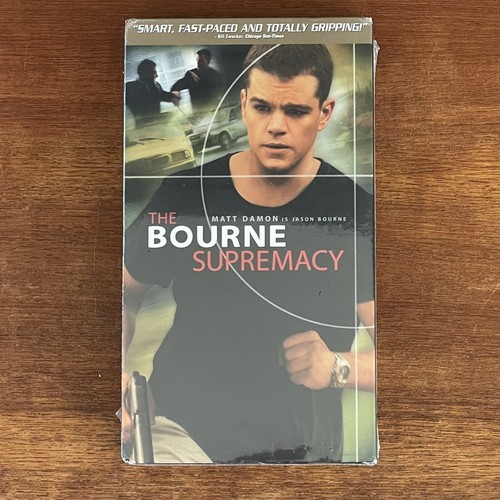 "SMART, FAST-PACED AND TOTALLY GRIPPING!"
- Bill Zwecker, Chicago Sun-Times
MATT DAMON IS JASON BOURNE
THE
BOURNE
SUPREMACY